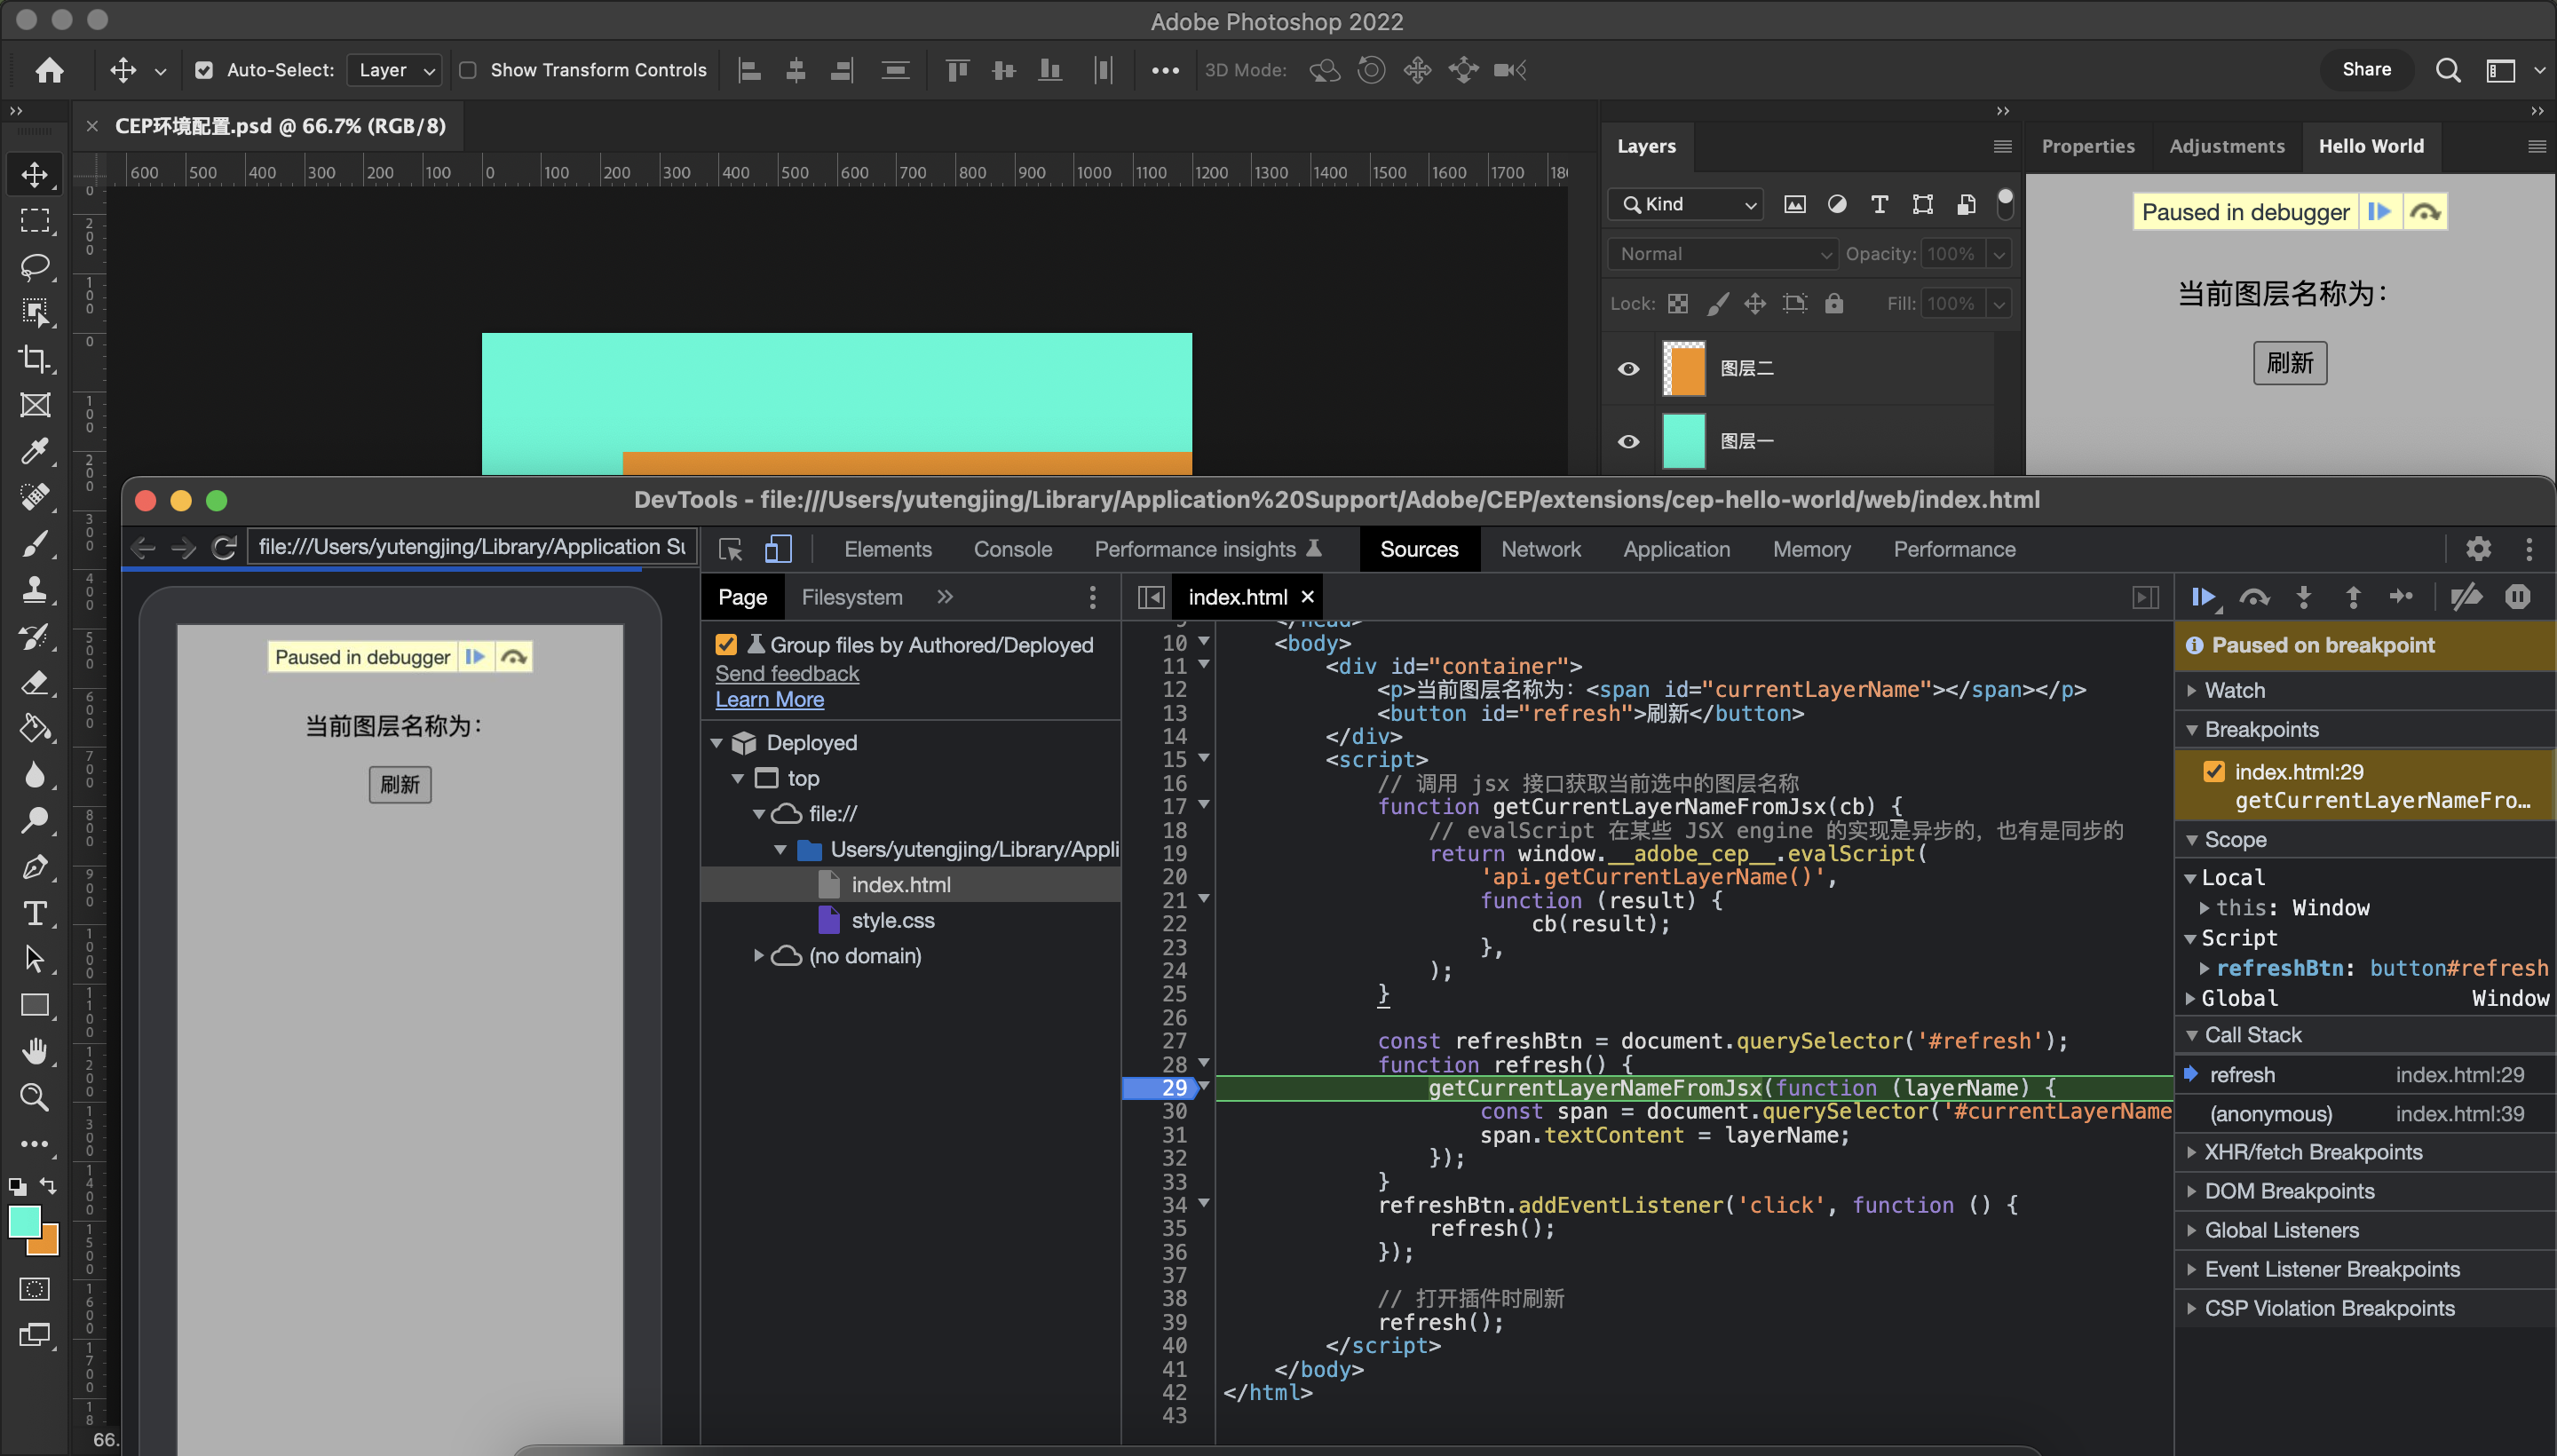 Adobe Photoshop 2022
Auto-Select: Layer Show Transform Controls 3D Mode: Share
CEP环境配置.psd @ 66.7% (RGB/8)
600 500 400 300 200 100 0 100 200 300 400 500 600 700 800 900 1000 1100 1200 1300 1400 1500 1600 1700
Layers
Kind
Normal Opacity: 100%
Lock: Fill: 100%
图层二
图层一
Properties Adjustments Hello World
Paused in debugger
当前图层名称为：
刷新
DevTools - file:///Users/yutengjing/Library/Application%20Support/Adobe/CEP/extensions/cep-hello-world/web/index.html
file:///Users/yutengjing/Library/Application Su
Elements Console Performance insights Sources Network Application Memory Performance
Paused in debugger
当前图层名称为：
刷新
Page Filesystem
Group files by Authored/Deployed
Send feedback
Learn More
Deployed
top
file://
Users/yutengjing/Library/Appli
index.html
style.css
(no domain)
index.html
9 </head>
10 <body>
11 <div id="container">
12 <p>当前图层名称为：<span id="currentLayerName"></span></p>
13 <button id="refresh">刷新</button>
14 </div>
15 <script>
16 // 调用 jsx 接口获取当前选中的图层名称
17 function getCurrentLayerNameFromJsx(cb) {
18 // evalScript 在某些 JSX engine 的实现是异步的，也有是同步的
19 return window.__adobe_cep__.evalScript(
20 'api.getCurrentLayerName()',
21 function (result) {
22 cb(result);
23 },
24 );
25 }
26
27 const refreshBtn = document.querySelector('#refresh');
28 function refresh() {
29 getCurrentLayerNameFromJsx(function (layerName) {
30 const span = document.querySelector('#currentLayerName
31 span.textContent = layerName;
32 });
33 }
34 refreshBtn.addEventListener('click', function () {
35 refresh();
36 });
37
38 // 打开插件时刷新
39 refresh();
40 </script>
41 </body>
42 </html>
43
Paused on breakpoint
Watch
Breakpoints
index.html:29
getCurrentLayerNameFro…
Scope
Local
this: Window
Script
refreshBtn: button#refresh
Global Window
Call Stack
refresh index.html:29
(anonymous) index.html:39
XHR/fetch Breakpoints
DOM Breakpoints
Global Listeners
Event Listener Breakpoints
CSP Violation Breakpoints
66.